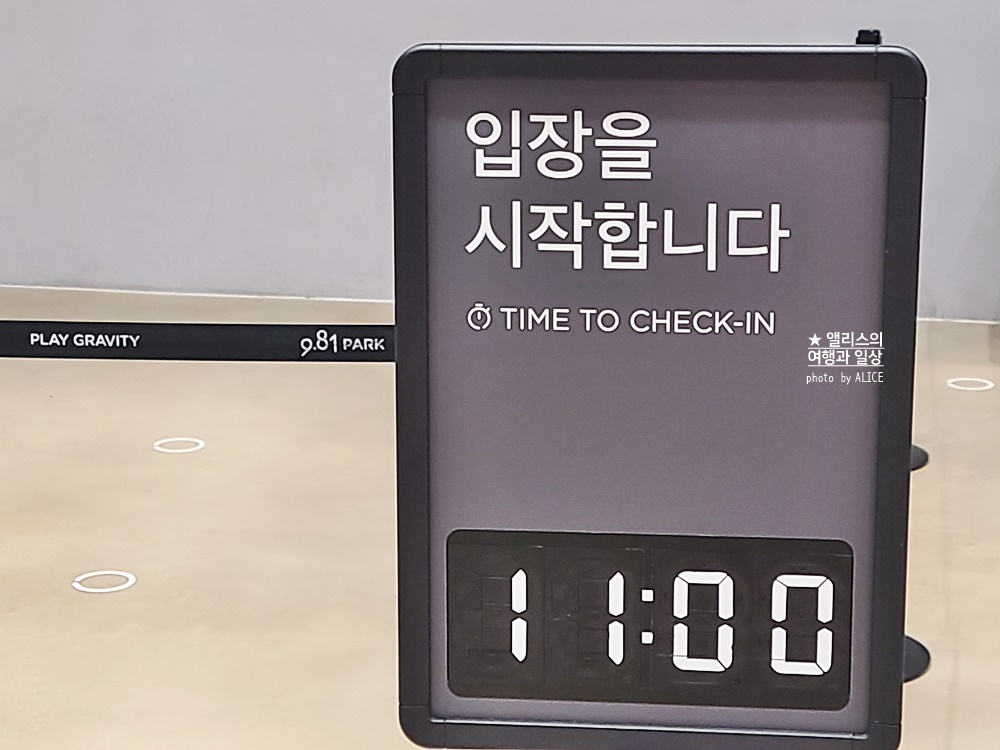 입장을
시작합니다
TIME TO CHECK-IN
PLAY GRAVITY
9.81 PARK
★ 앨리스의
여행과 일상
photo by ALICE
11:00